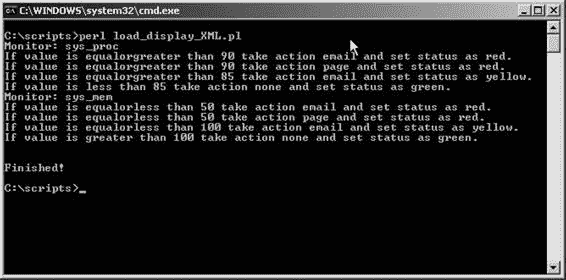 C:\WINDOWS\system32\cmd.exe
C:\scripts>perl load_display_XML.pl
Monitor: sys_proc
If value is equalorgreater than 90 take action email and set status as red.
If value is equalorgreater than 90 take action page and set status as red.
If value is equalorgreater than 85 take action email and set status as yellow.
If value is less than 85 take action none and set status as green.
Monitor: sys_mem
If value is equalorless than 50 take action email and set status as red.
If value is equalorless than 50 take action page and set status as red.
If value is equalorless than 100 take action email and set status as yellow.
If value is greater than 100 take action none and set status as green.
Finished!
C:\scripts>_